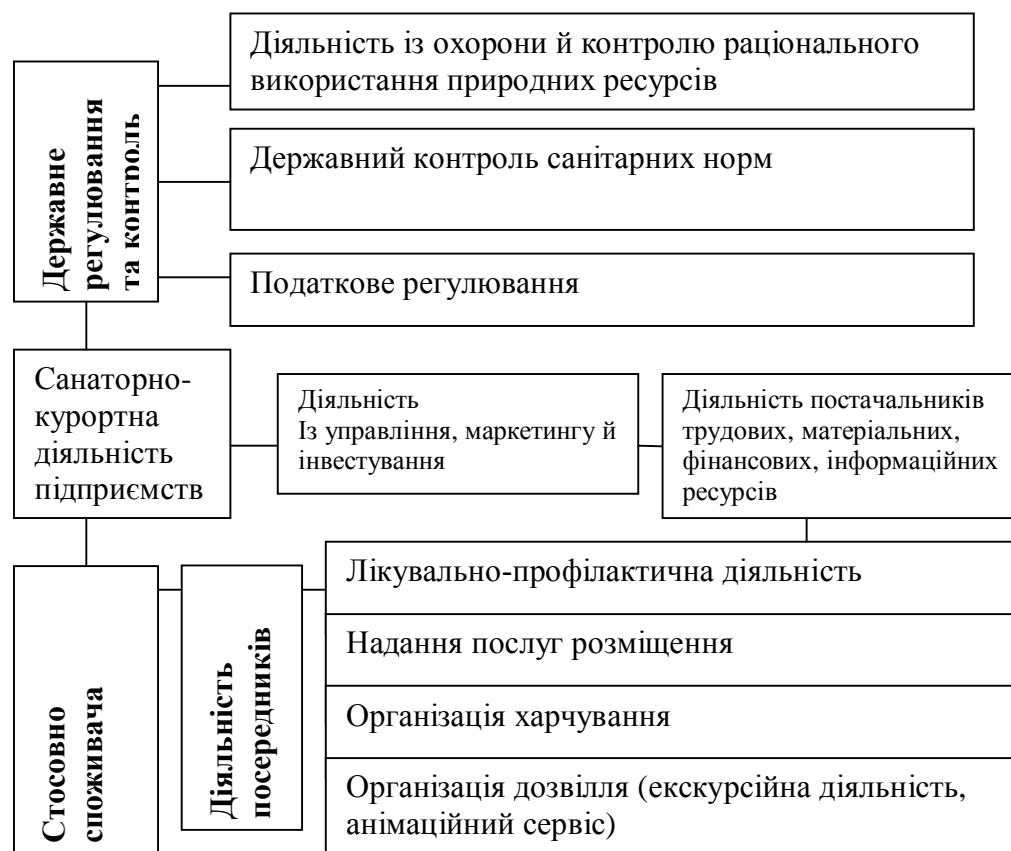 Діяльність із охорони й контролю раціонального
використання природних ресурсів
Державне
регулювання
та контроль
Державний контроль санітарних норм
Податкове регулювання
Санаторно-
курортна
діяльність
підприємств
Діяльність
Із управління, маркетингу й
інвестування
Діяльність постачальників
трудових, матеріальних,
фінансових, інформаційних
ресурсів
Стосовно
споживача
Діяльність
посередників
Лікувально-профілактична діяльність
Надання послуг розміщення
Організація харчування
Організація дозвілля (екскурсійна діяльність,
анімаційний сервіс)